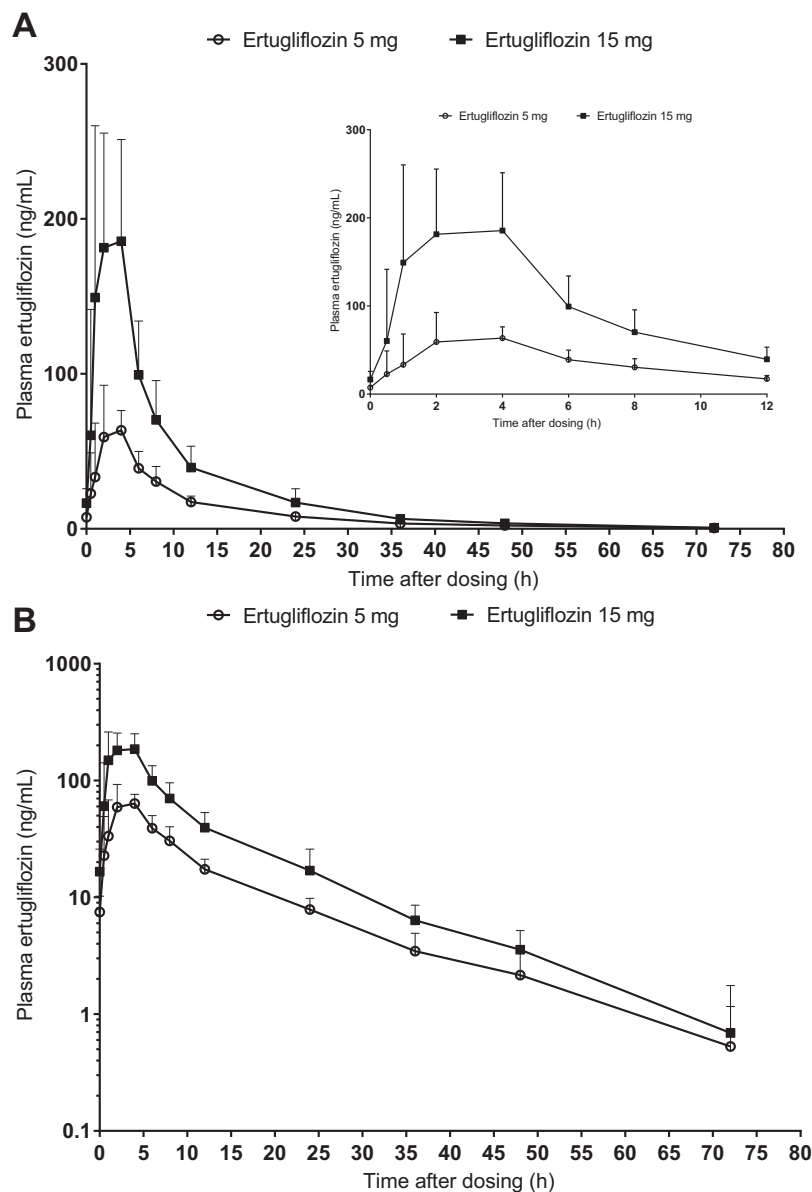 A
Ertugliflozin 5 mg Ertugliflozin 15 mg
Plasma ertugliflozin (ng/mL)
300
200
100
0
0 5 10 15 20 25 30 35 40 45 50 55 60 65 70 75 80
Time after dosing (h)
Ertugliflozin 5 mg Ertugliflozin 15 mg
Plasma ertugliflozin (ng/mL)
300
200
100
0
0 2 4 6 8 10 12
Time after dosing (h)
B
Ertugliflozin 5 mg Ertugliflozin 15 mg
Plasma ertugliflozin (ng/mL)
1000
100
10
1
0.1
0 5 10 15 20 25 30 35 40 45 50 55 60 65 70 75 80
Time after dosing (h)